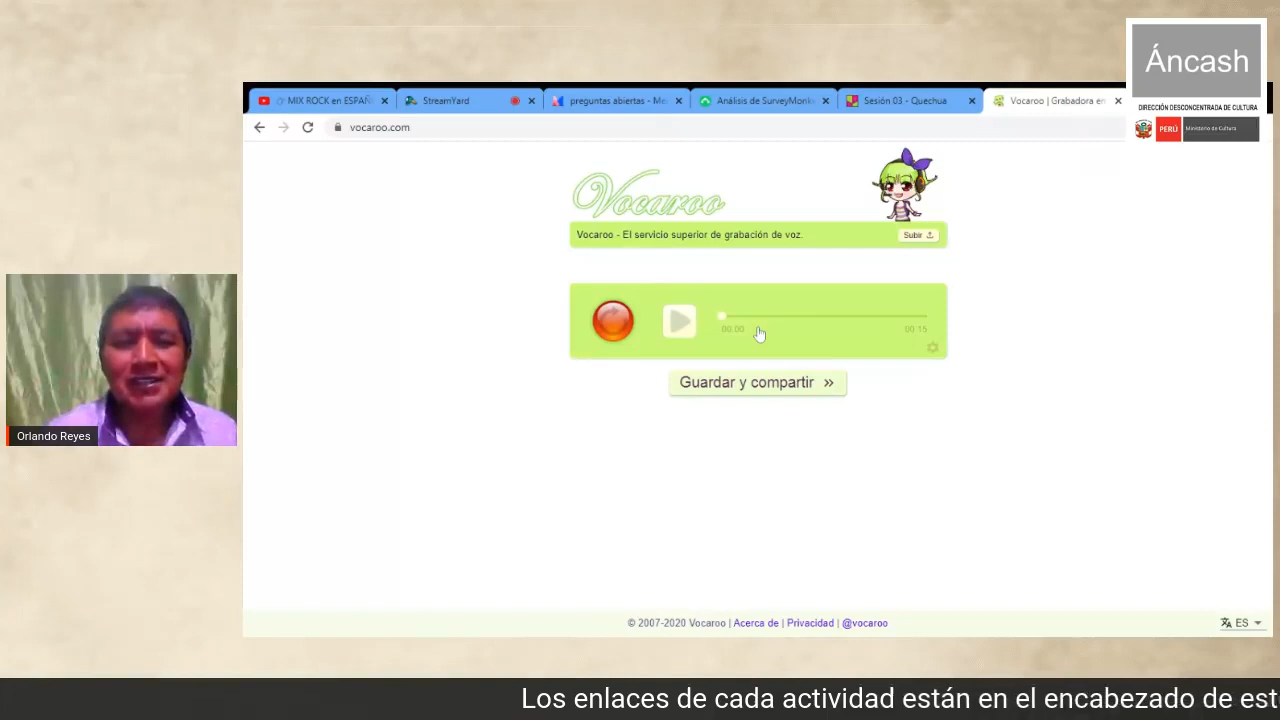 Áncash
DIRECCIÓN DESCONCENTRADA DE CULTURA
PERÚ
Ministerio de Cultura
MIX ROCK en ESPAÑ
StreamYard
preguntas abiertas - Me
Análisis de SurveyMonk
Sesión 03 - Quechua
Vocaroo | Grabadora en
vocaroo.com
Vocaroo
Vocaroo - El servicio superior de grabación de voz.
Subir
00:00
00:15
Guardar y compartir »
Orlando Reyes
© 2007-2020 Vocaroo | Acerca de | Privacidad | @vocaroo
ES
Los enlaces de cada actividad están en el encabezado de est